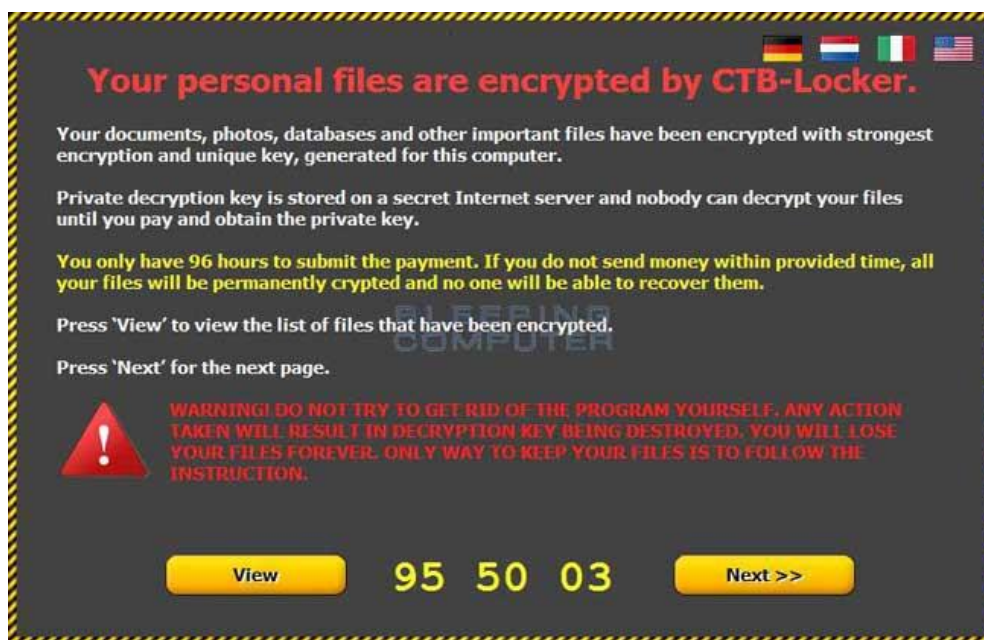 Your personal files are encrypted by CTB-Locker.
Your documents, photos, databases and other important files have been encrypted with strongest
encryption and unique key, generated for this computer.
Private decryption key is stored on a secret Internet server and nobody can decrypt your files
until you pay and obtain the private key.
You only have 96 hours to submit the payment. If you do not send money within provided time, all
your files will be permanently crypted and no one will be able to recover them.
BLEEPING
COMPUTER
Press 'View' to view the list of files that have been encrypted.
Press 'Next' for the next page.
WARNING! DO NOT TRY TO GET RID OF THE PROGRAM YOURSELF. ANY ACTION
TAKEN WILL RESULT IN DECRYPTION KEY BEING DESTROYED. YOU WILL LOSE
YOUR FILES FOREVER. ONLY WAY TO KEEP YOUR FILES IS TO FOLLOW THE
INSTRUCTION.
View 95 50 03 Next >>